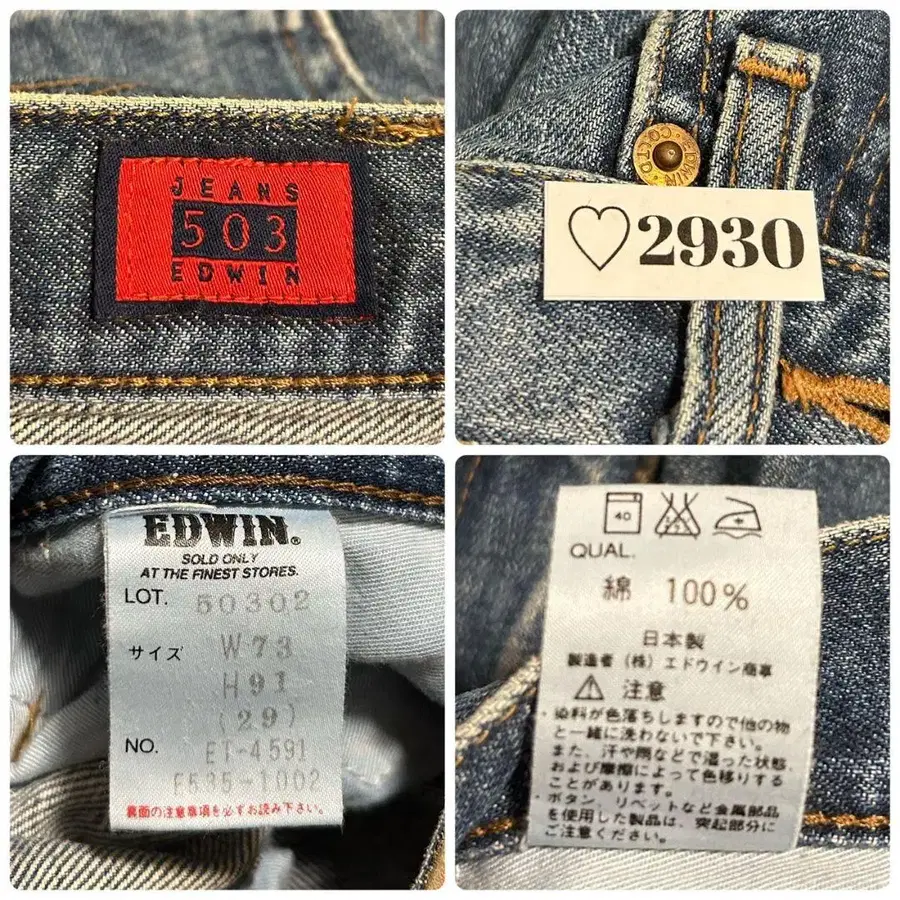 JEANS
503
EDWIN
EDWIN CO.LTD
♡2930
EDWIN®
SOLD ONLY
AT THE FINEST STORES.
LOT. 50302
サイズ W73
H91
(29)
NO. ET-4591
E535-1002
裏面の注意事項を必ずお読み下さい。
40
QUAL.
綿 100%
日本製
製造者 (株) エドウイン商事
⚠ 注意
・染料が色落ちしますので他の物
と一緒に洗わないで下さい。
また、汗や雨などで湿った状態
および摩擦によって色移りする
ことがあります。
・ボタン、リベットなど金属部品
を使用した製品は、突起部分に
ご注意ください。